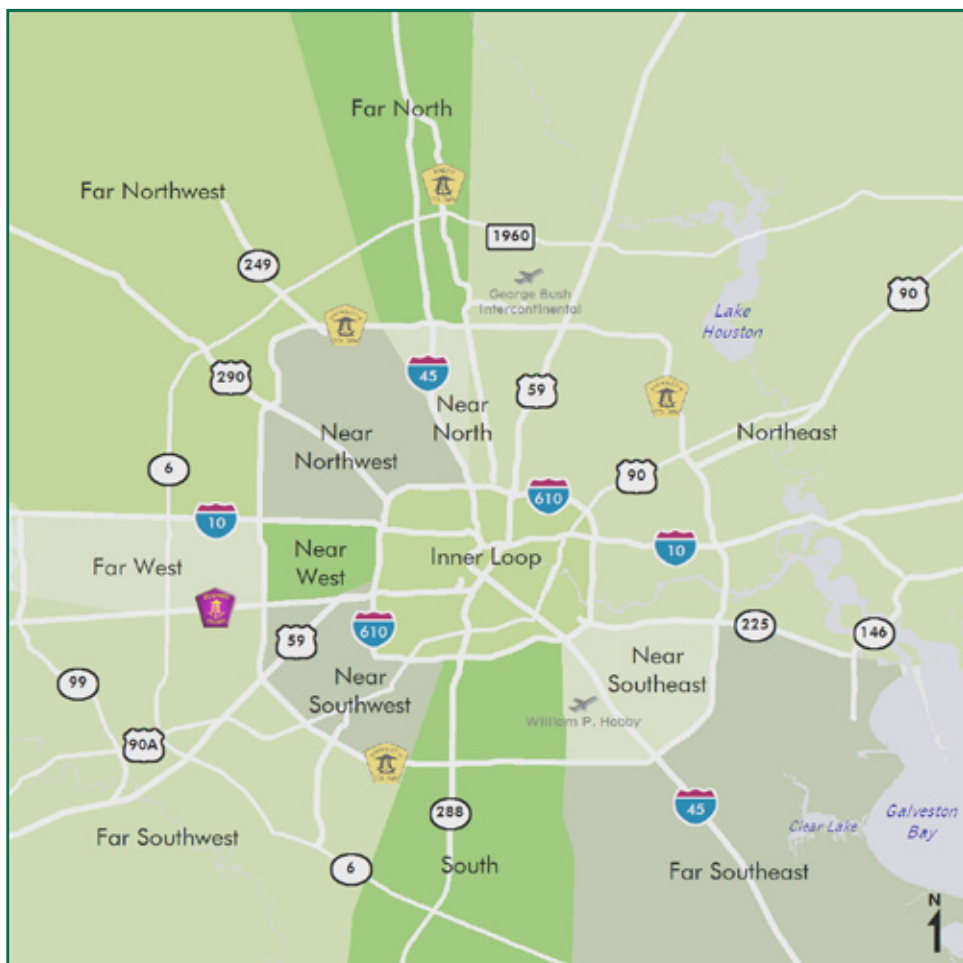 Far North
Far Northwest
1960
249
George Bush
Intercontinental
90
Lake
Houston
290
45
59
Near
North
Near
Northwest
Northeast
6
90
610
10
Inner Loop
10
Near
West
Far West
59
610
225
146
Near
Southeast
Near
Southwest
99
William P. Hobby
90A
288
45
Galveston
Bay
Clear Lake
Far Southwest
6
South
Far Southeast
N